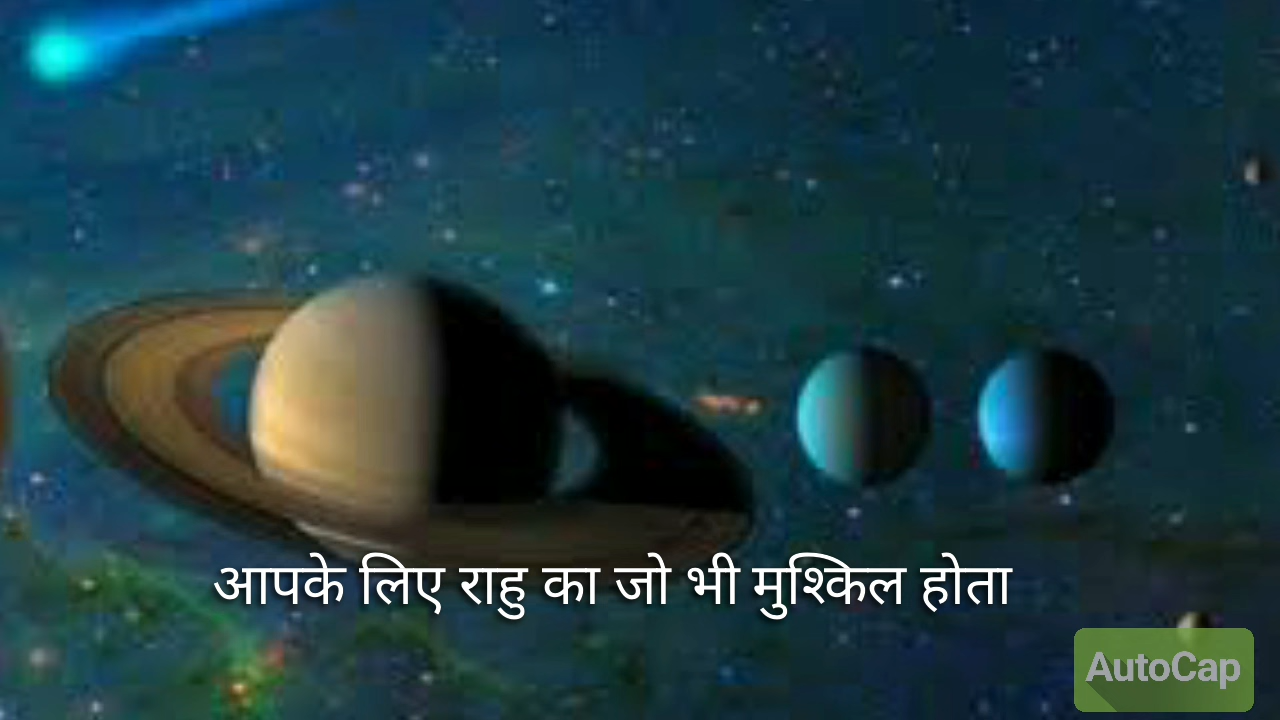 आपके लिए राहु का जो भी मुश्किल होता
AutoCap